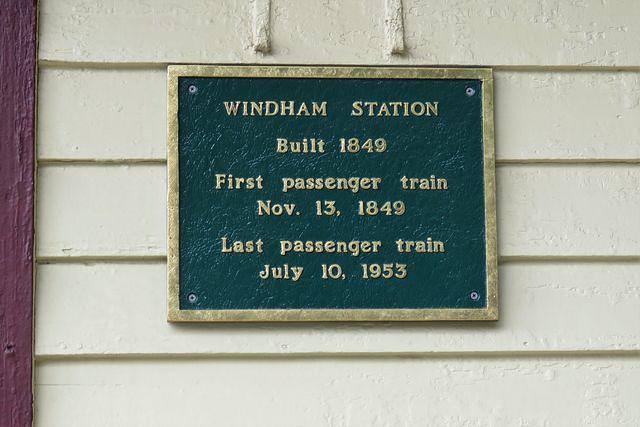 WINDHAM STATION
Built 1849
First passenger train
Nov. 13, 1849
Last passenger train
July 10, 1953